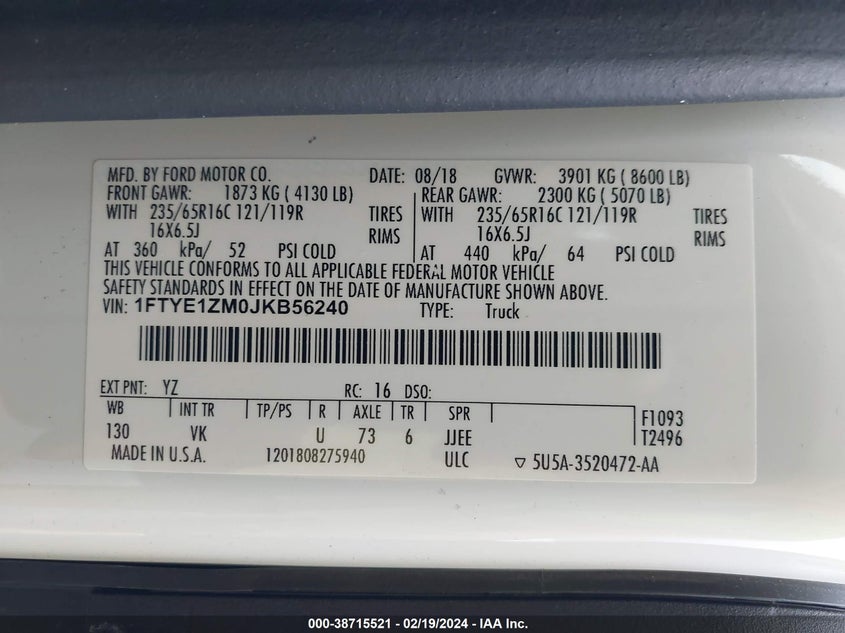 MFD. BY FORD MOTOR CO. DATE: 08/18 GVWR: 3901 KG ( 8600 LB)
FRONT GAWR: 1873 KG ( 4130 LB) REAR GAWR: 2300 KG ( 5070 LB)
WITH 235/65R16C 121/119R TIRES WITH 235/65R16C 121/119R TIRES
16X6.5J RIMS 16X6.5J RIMS
AT 360 kPa/ 52 PSI COLD AT 440 kPa/ 64 PSI COLD
THIS VEHICLE CONFORMS TO ALL APPLICABLE FEDERAL MOTOR VEHICLE
SAFETY STANDARDS IN EFFECT ON THE DATE OF MANUFACTURE SHOWN ABOVE.
VIN: 1FTYE1ZM0JKB56240 TYPE: Truck
EXT PNT: YZ RC: 16 DSO:
WB INT TR TP/PS R AXLE TR SPR F1093
130 VK U 73 6 JJEE T2496
MADE IN U.S.A. 1201808275940 ULC ▽ 5U5A-3520472-AA
000-38715521 - 02/19/2024 - IAA Inc.